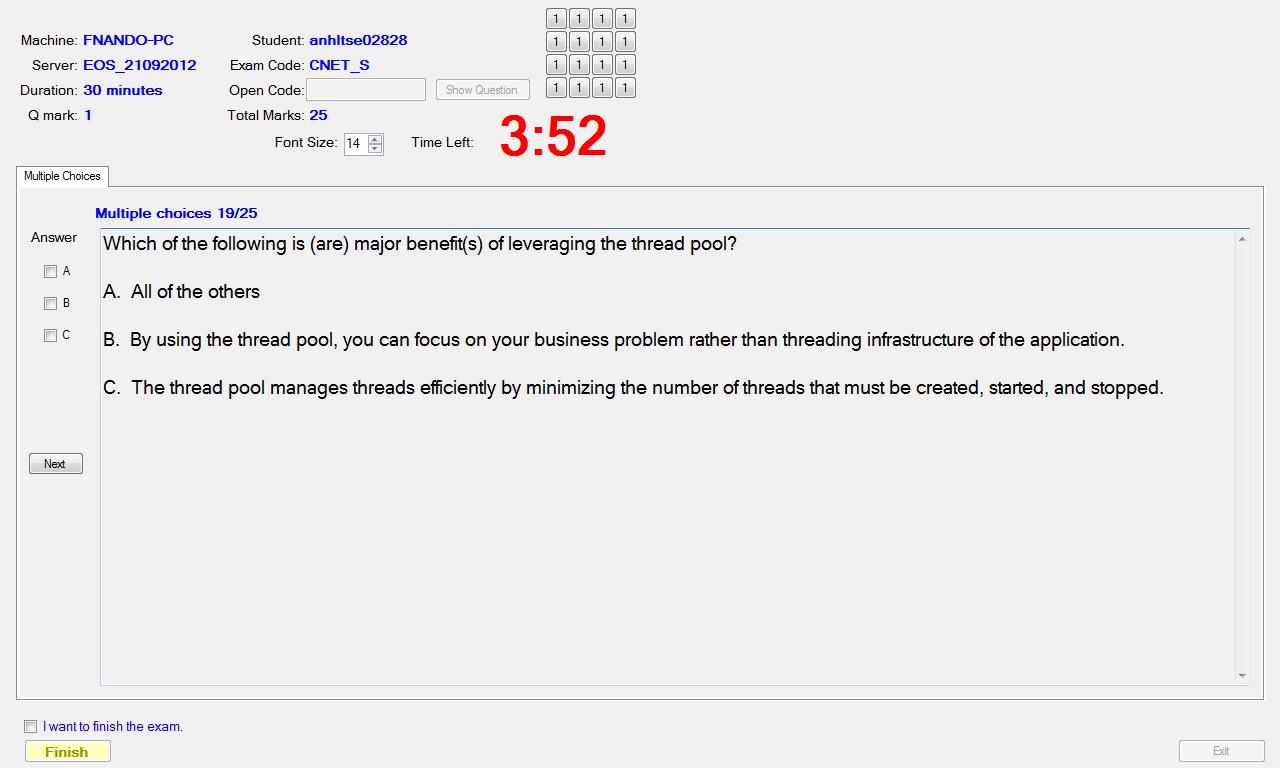 Machine: FNANDO-PC Student: anhltse02828
Server: EOS_21092012 Exam Code: CNET_S
Duration: 30 minutes Open Code: Show Question
Q mark: 1 Total Marks: 25
Font Size: 14 Time Left: 3:52
1 1 1 1
1 1 1 1
1 1 1 1
1 1 1 1
Multiple Choices
Multiple choices 19/25
Answer
A
B
C
Next
Which of the following is (are) major benefit(s) of leveraging the thread pool?
A. All of the others
B. By using the thread pool, you can focus on your business problem rather than threading infrastructure of the application.
C. The thread pool manages threads efficiently by minimizing the number of threads that must be created, started, and stopped.
I want to finish the exam.
Finish
Exit